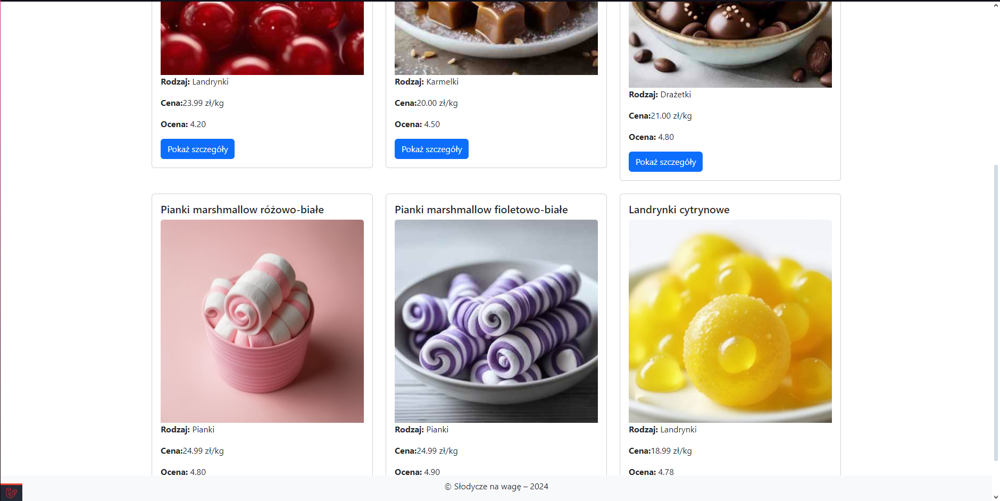 Rodzaj: Landrynki
Cena:23.99 zł/kg
Ocena: 4.20
Pokaż szczegóły
Rodzaj: Karmelki
Cena:20.00 zł/kg
Ocena: 4.50
Pokaż szczegóły
Rodzaj: Drażetki
Cena:21.00 zł/kg
Ocena: 4.80
Pokaż szczegóły
Pianki marshmallow różowo-białe
Rodzaj: Pianki
Cena:24.99 zł/kg
Ocena: 4.80
Pianki marshmallow fioletowo-białe
Rodzaj: Pianki
Cena:24.99 zł/kg
Ocena: 4.90
Landrynki cytrynowe
Rodzaj: Landrynki
Cena:18.99 zł/kg
Ocena: 4.78
© Słodycze na wagę – 2024